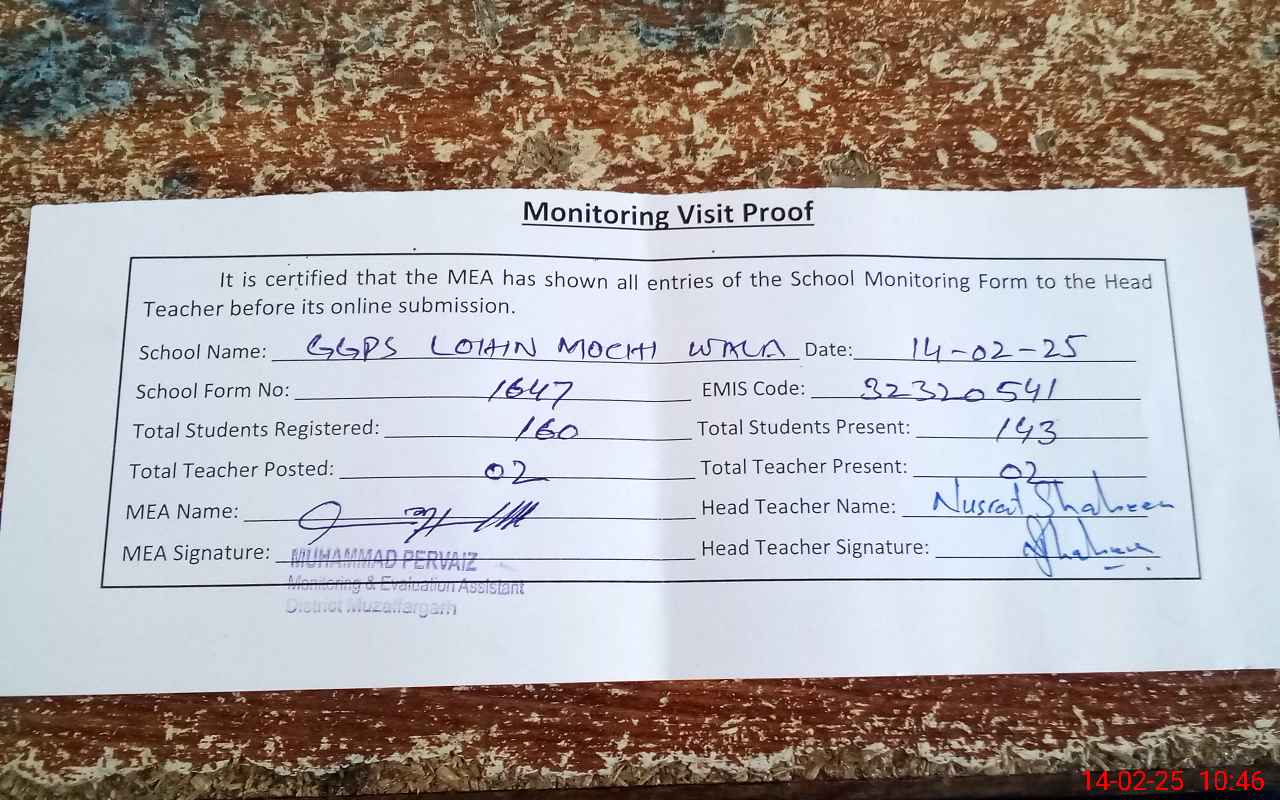 Monitoring Visit Proof
It is certified that the MEA has shown all entries of the School Monitoring Form to the Head
Teacher before its online submission.
School Name: GGPS LOHIN MOCHI WALA Date: 14-02-25
School Form No: 1647 EMIS Code: 32320541
Total Students Registered: 160 Total Students Present: 143
Total Teacher Posted: 02 Total Teacher Present: 02
MEA Name: Head Teacher Name: Nusrat Shaheen
MEA Signature: Head Teacher Signature: Shaheen
MUHAMMAD PERVAIZ
Monitoring & Evaluation Assistant
District Muzaffargarh
14-02-25 10:46